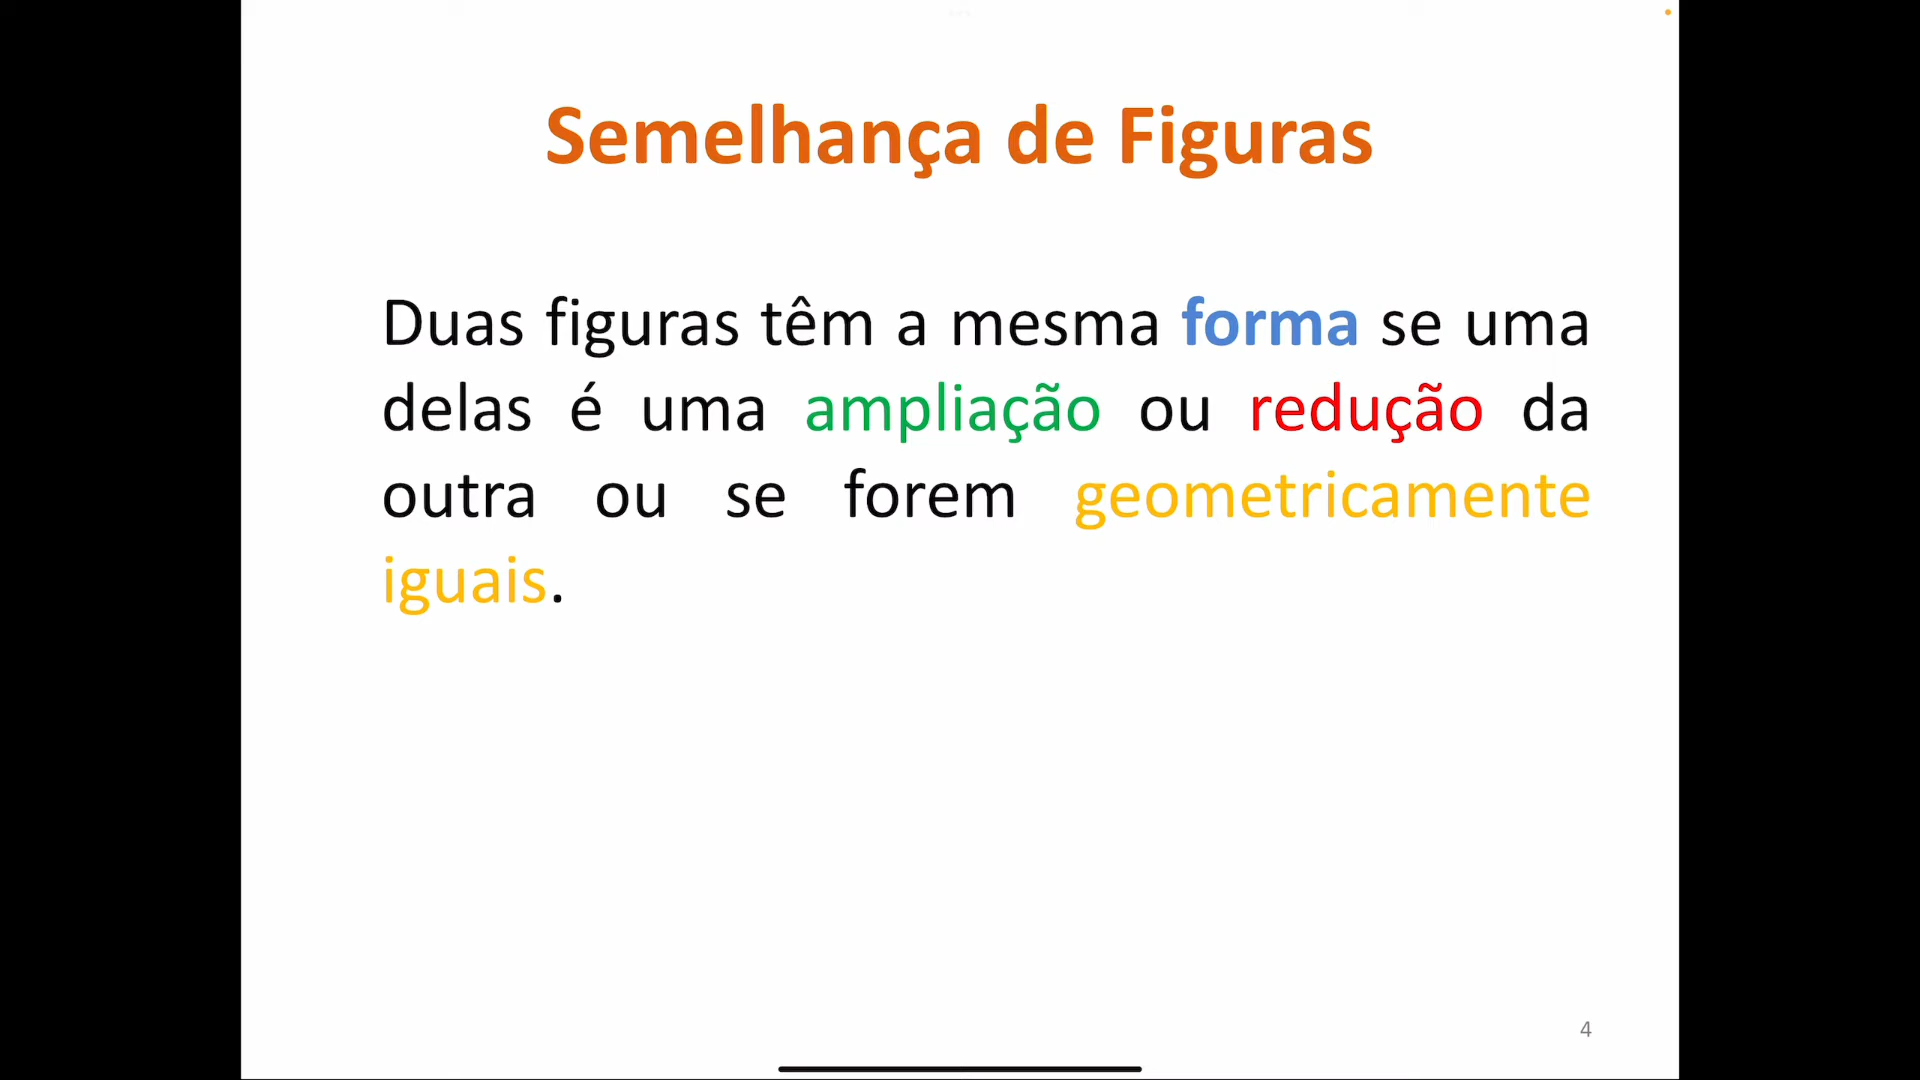 Semelhança de Figuras
Duas figuras têm a mesma forma se uma
delas é uma ampliação ou redução da
outra ou se forem geometricamente
iguais.
4